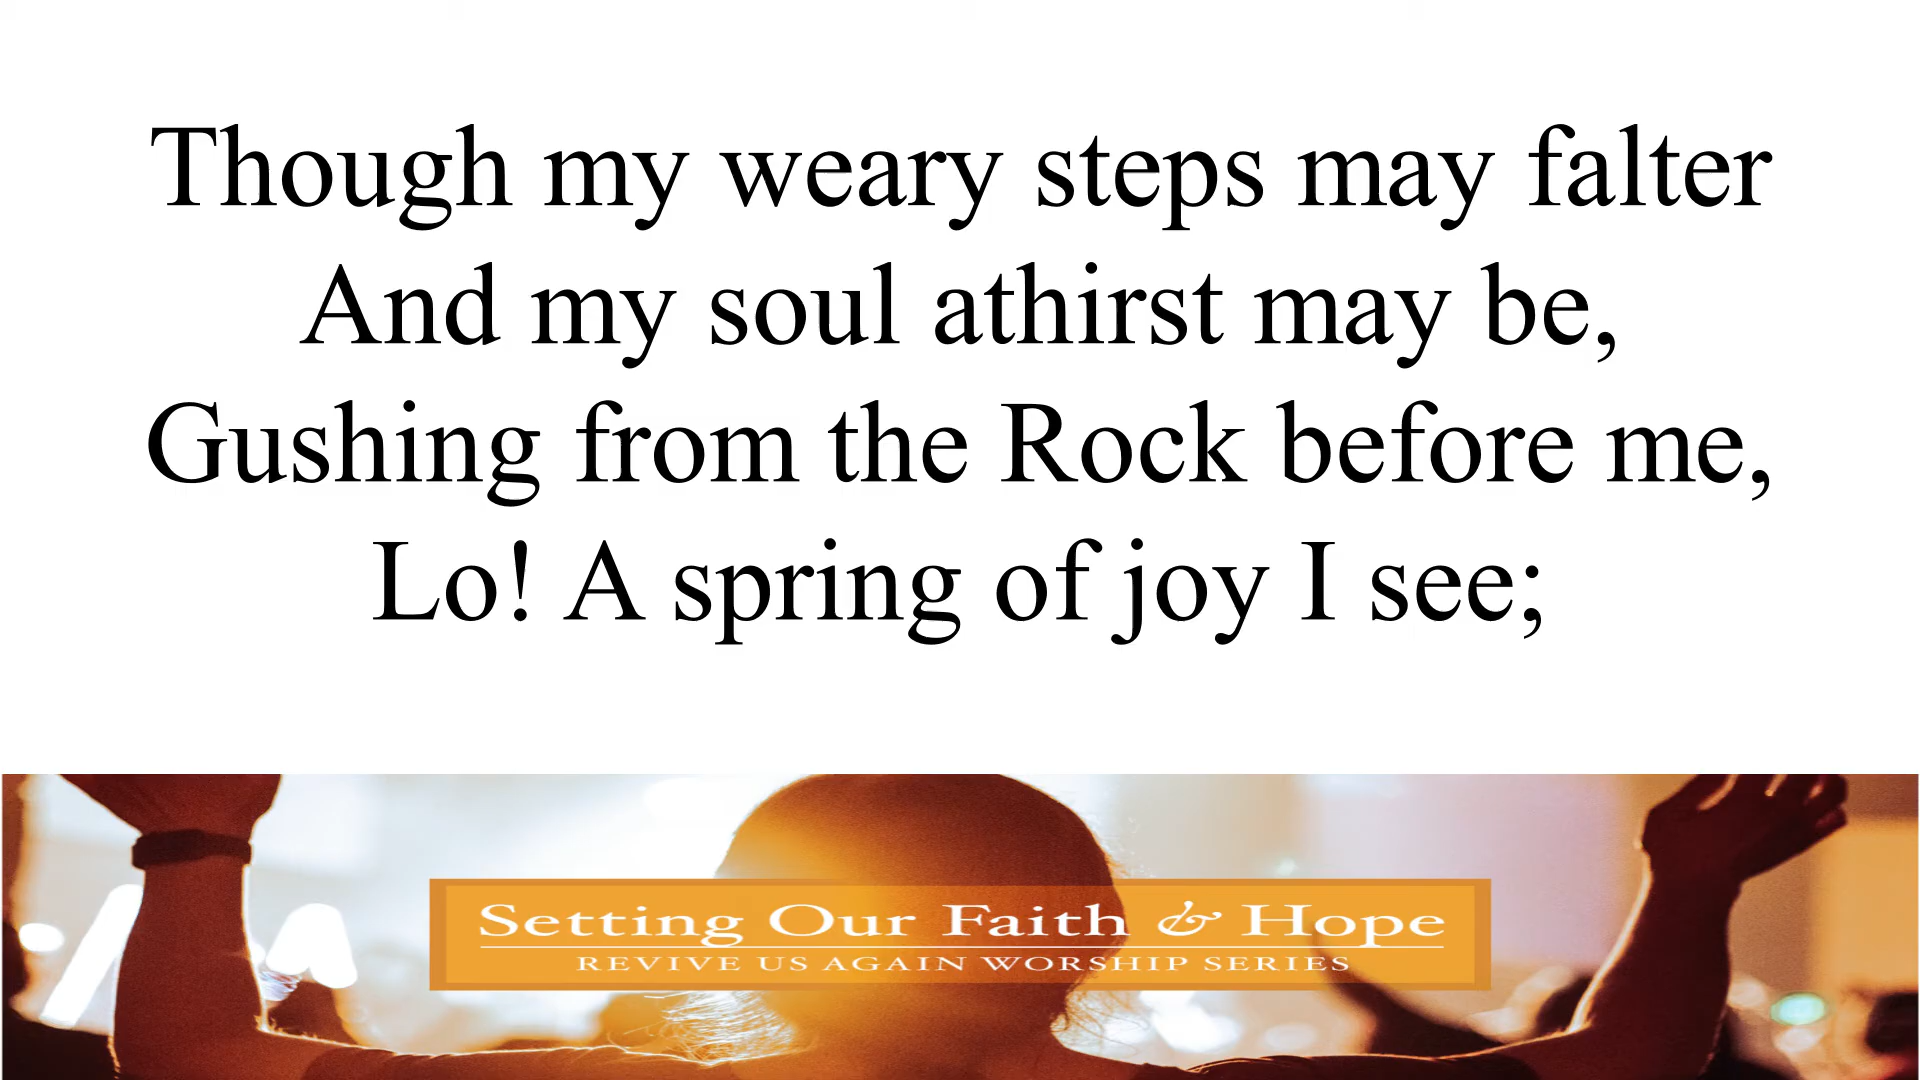 Though my weary steps may falter
And my soul athirst may be,
Gushing from the Rock before me,
Lo! A spring of joy I see;
Setting Our Faith & Hope
REVIVE US AGAIN WORSHIP SERIES